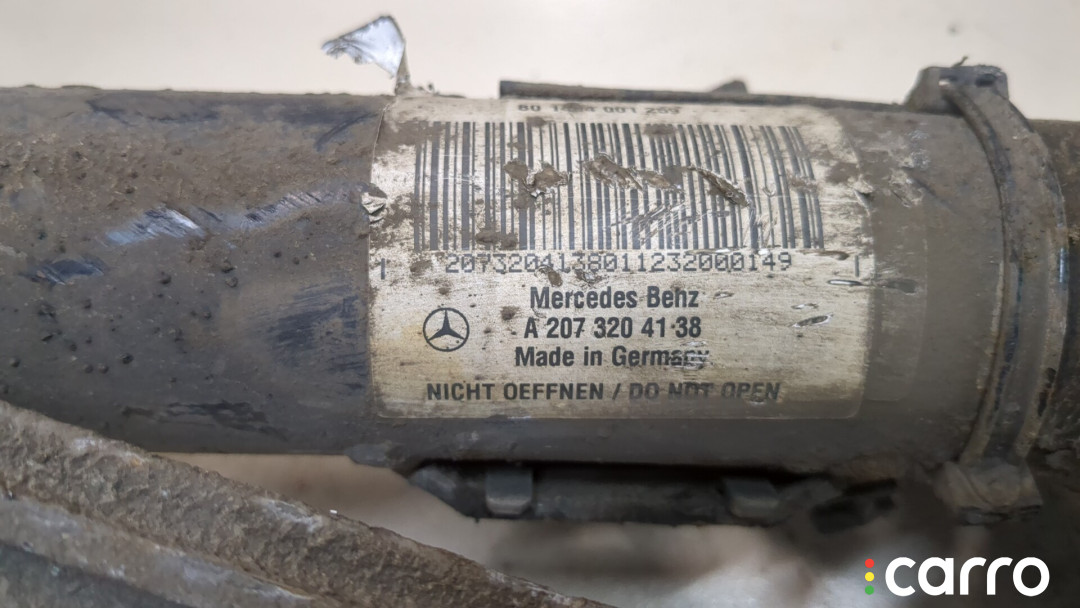 2073204138011232000149
Mercedes Benz
A 207 320 41 38
Made in Germany
NICHT OEFFNEN / DO NOT OPEN
carro